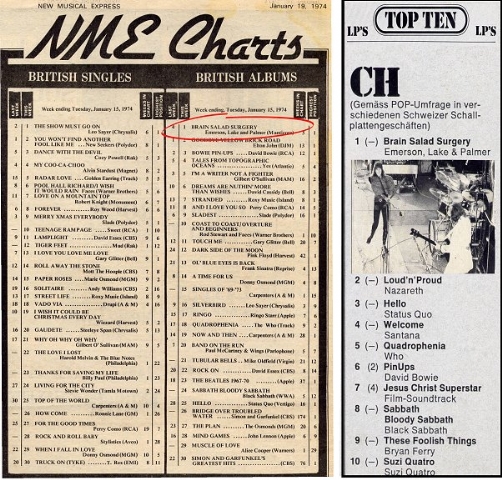 NEW MUSICAL EXPRESS
January 19, 1974
NME Charts
BRITISH SINGLES
Week ending Tuesday, January 15, 1974
2 1 THE SHOW MUST GO ON
Leo Sayer (Chrysalis) 6
YOU WON'T FIND ANOTHER
FOOL LIKE ME New Seekers (Polydor) 8
DANCE WITH THE DEVIL
Cozy Powell (Rak)
MY COO-CA-CHOO
Alvin Stardust (Magnet)
RADAR LOVE Golden Earring (Track)
POOL HALL RICHARD/I WISH
IT WOULD RAIN Faces (Warner Brothers)
LOVE ON A MOUNTAIN TOP
Robert Knight (Monument)
FOREVER Roy Wood (Harvest)
MERRY XMAS EVERYBODY
Slade (Polydor)
TEENAGE RAMPAGE Sweet (RCA)
LAMPLIGHT David Essex (CBS)
TIGER FEET Mud (Rak)
I LOVE YOU LOVE ME LOVE
Gary Glitter (Bell)
ROLL AWAY THE STONE
Mott The Hoople (CBS)
PAPER ROSES Marie Osmond (MGM)
SOLITAIRE Andy Williams (CBS)
STREET LIFE Roxy Music (Island)
VADO VIA Drupi (A & M)
I WISH IT COULD BE
CHRISTMAS EVERY DAY
Wizzard (Harvest)
GAUDETE Steeleye Span (Chrysalis)
WHY OH WHY OH WHY
Gilbert O'Sullivan (MAM)
THE LOVE I LOST
Harold Melvin & The Blue Notes
(Philadelphia)
THANKS FOR SAVING MY LIFE
Billy Paul (Philadelphia)
LIVING FOR THE CITY
Stevie Wonder (Tamla Motown)
TOP OF THE WORLD
Carpenters (A & M)
HOW COME Ronnie Lane (GM)
FOR THE GOOD TIMES
Perry Como (RCA)
ROCK AND ROLL BABY
Stylistics (Avco)
WHEN I FALL IN LOVE
Donny Osmond (MGM)
TRUCK ON (TYKE) T. Rex (EMI)
BRITISH ALBUMS
Week ending Tuesday, January 15, 1974
BRAIN SALAD SURGERY
Emerson, Lake and Palmer (Manticore)
GOODBYE YELLOW BRICK ROAD
Elton John (DJM)
BOWIE PIN UPS David Bowie (RCA)
TALES FROM TOPOGRAPHIC
OCEANS Yes (Atlantic)
I'M A WRITER NOT A FIGHTER
Gilbert O'Sullivan (MAM)
DREAMS ARE NUTHIN' MORE
THAN WISHES David Cassidy (Bell)
STRANDED Roxy Music (Island)
AND I LOVE YOU SO Perry Como (RCA)
SLADEST Slade (Polydor)
COAST TO COAST/OVERTURE
AND BEGINNERS
Rod Stewart and Faces (Warner Brothers)
TOUCH ME Gary Glitter (Bell)
DARK SIDE OF THE MOON
Pink Floyd (Harvest)
OL' BLUE EYES IS BACK
Frank Sinatra (Reprise)
A TIME FOR US
Donny Osmond (MGM)
SINGLES OF '69-'73
Carpenters (A & M)
SILVERBIRD Leo Sayer (Chrysalis)
RINGO Ringo Starr (Apple)
QUADROPHENIA The Who (Track)
NOW AND THEN Carpenters (A & M)
BAND ON THE RUN
Paul McCartney & Wings (Parlophone)
TUBULAR BELLS Mike Oldfield (Virgin)
ROCK ON David Essex (CBS)
THE BEATLES 1967-70 (Apple)
SABBATH BLOODY SABBATH
Black Sabbath (WWA)
HELLO Status Quo (Vertigo)
BRIDGE OVER TROUBLED
WATER Simon and Garfunkel (CBS)
THE PLAN The Osmonds (MGM)
MIND GAMES John Lennon (Apple)
MUSCLE OF LOVE
Alice Cooper (Warners)
SIMON AND GARFUNKEL'S
GREATEST HITS (CBS)
LP'S TOP TEN LP'S
CH
(Gemäss POP-Umfrage in ver-
schiedenen Schweizer Schall-
plattengeschäften)
1 (–) Brain Salad Surgery
Emerson, Lake & Palmer
2 (–) Loud'n'Proud
Nazareth
3 (–) Hello
Status Quo
4 (–) Welcome
Santana
5 (–) Quadrophenia
Who
6 (2) PinUps
David Bowie
7 (4) Jesus Christ Superstar
Film-Soundtrack
8 (–) Sabbath
Bloody Sabbath
Black Sabbath
9 (–) These Foolish Things
Bryan Ferry
10 (–) Suzi Quatro
Suzi Quatro